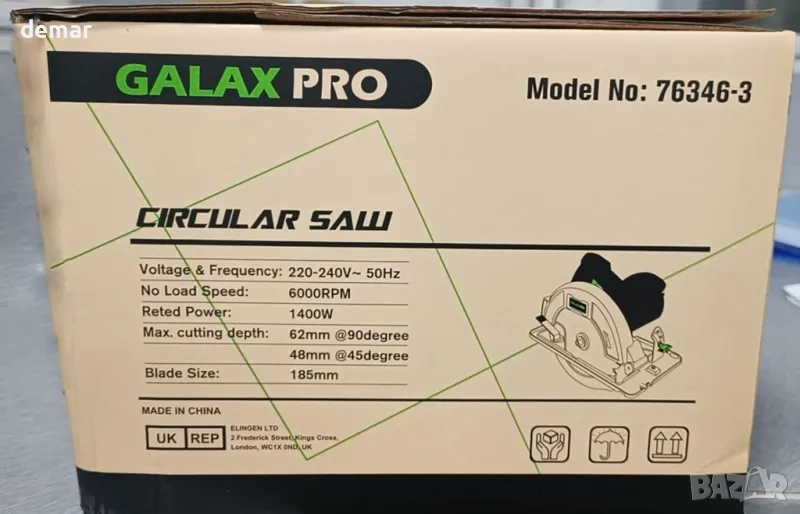 demar
GALAX PRO
Model No: 76346-3
CIRCULAR SAW
Voltage & Frequency: 220-240V~ 50Hz
No Load Speed: 6000RPM
Reted Power: 1400W
Max. cutting depth: 62mm @90degree
48mm @45degree
Blade Size: 185mm
MADE IN CHINA
UK REP
ELINGEN LTD
2 Frederick Street, Kings Cross,
London, WC1X 0ND, UK
BAZAR